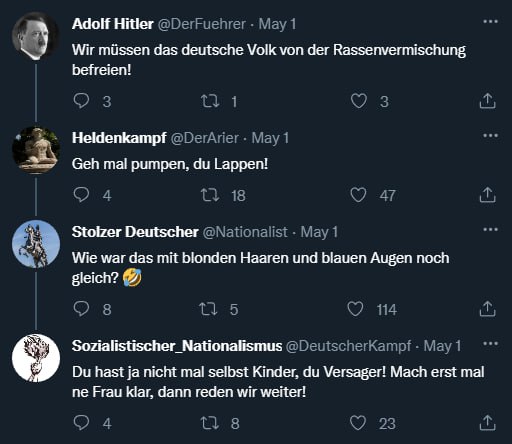 Adolf Hitler @DerFuehrer · May 1
Wir müssen das deutsche Volk von der Rassenvermischung
befreien!
3 1 3
Heldenkampf @DerArier · May 1
Geh mal pumpen, du Lappen!
4 18 47
Stolzer Deutscher @Nationalist · May 1
Wie war das mit blonden Haaren und blauen Augen noch
gleich? 🤣
8 5 114
Sozialistischer_Nationalismus @DeutscherKampf · May 1
Du hast ja nicht mal selbst Kinder, du Versager! Mach erst mal
ne Frau klar, dann reden wir weiter!
4 8 23